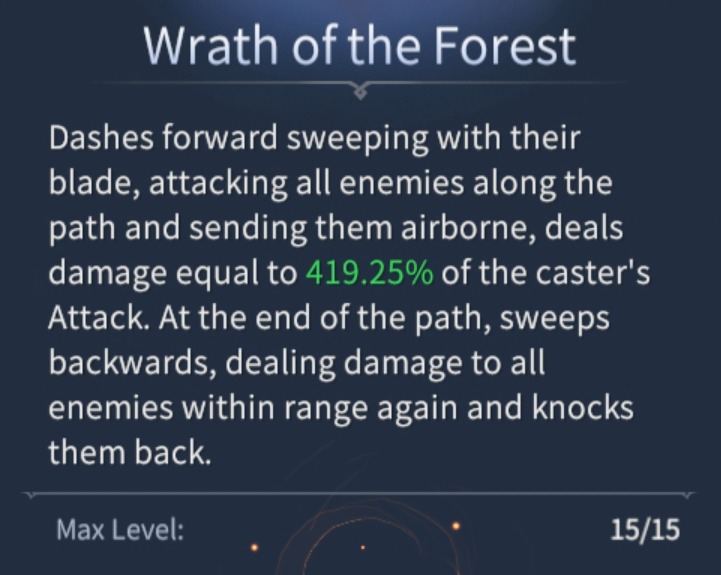 Wrath of the Forest
Dashes forward sweeping with their
blade, attacking all enemies along the
path and sending them airborne, deals
damage equal to 419.25% of the caster's
Attack. At the end of the path, sweeps
backwards, dealing damage to all
enemies within range again and knocks
them back.
Max Level: 15/15